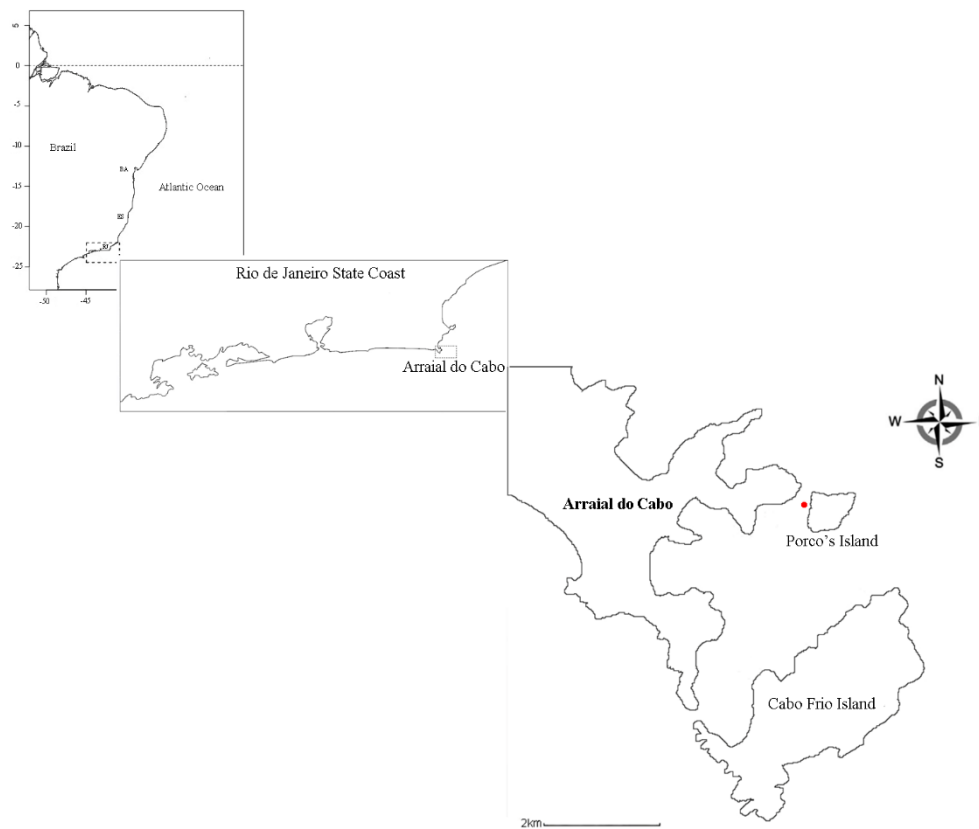 5
0
-5
-10
Brazil
BA
-15
Atlantic Ocean
ES
-20
RJ
-25
-50
-45
Rio de Janeiro State Coast
Arraial do Cabo
N
W
E
S
Arraial do Cabo
Porco's Island
Cabo Frio Island
2km